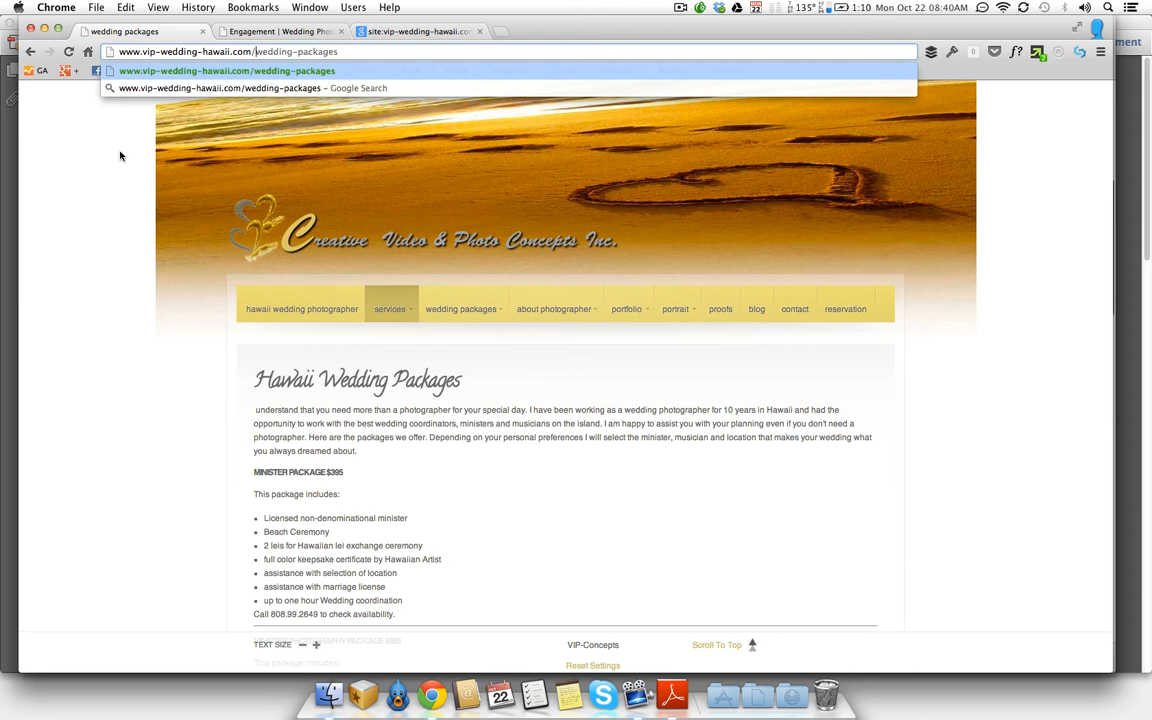 Chrome File Edit View History Bookmarks Window Users Help 135° 1:10 Mon Oct 22 08:40AM
wedding packages Engagement | Wedding Pho site:vip-wedding-hawaii.com
www.vip-wedding-hawaii.com/wedding-packages
GA
www.vip-wedding-hawaii.com/wedding-packages
www.vip-wedding-hawaii.com/wedding-packages – Google Search
ment
Creative Video & Photo Concepts Inc.
hawaii wedding photographer services wedding packages about photographer portfolio portrait proofs blog contact reservation
Hawaii Wedding Packages
understand that you need more than a photographer for your special day. I have been working as a wedding photographer for 10 years in Hawaii and had the
opportunity to work with the best wedding coordinators, ministers and musicians on the island. I am happy to assist you with your planning even if you don't need a
photographer. Here are the packages we offer. Depending on your personal preferences I will select the minister, musician and location that makes your wedding what
you always dreamed about.
MINISTER PACKAGE $395
This package includes:
Licensed non-denominational minister
Beach Ceremony
2 leis for Hawaiian lei exchange ceremony
full color keepsake certificate by Hawaiian Artist
assistance with selection of location
assistance with marriage license
up to one hour Wedding coordination
Call 808.99.2649 to check availability.
MINISTER PHOTOGRAPHY PACKAGE $895
TEXT SIZE VIP-Concepts Scroll To Top
This package includes:
Reset Settings
22